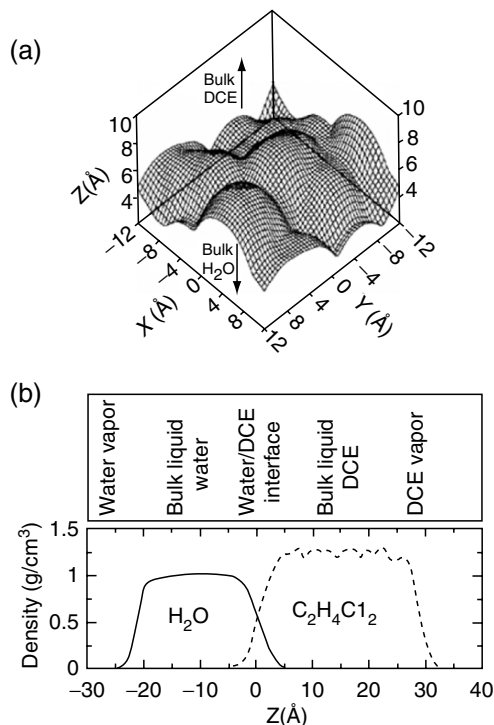 (a)
Bulk
DCE
10
8
6
4
Z(Å)
10
8
6
4
−12
−8
−4
0
4
8
12
X (Å)
Bulk
H₂O
−12
−8
−4
0
4
8
12
Y (Å)
(b)
Water vapor
Bulk liquid
water
Water/DCE
interface
Bulk liquid
DCE
DCE vapor
Density (g/cm³)
1.5
1
0.5
0
H₂O
C₂H₄C1₂
−30 −20 −10 0 10 20 30 40
Z(Å)